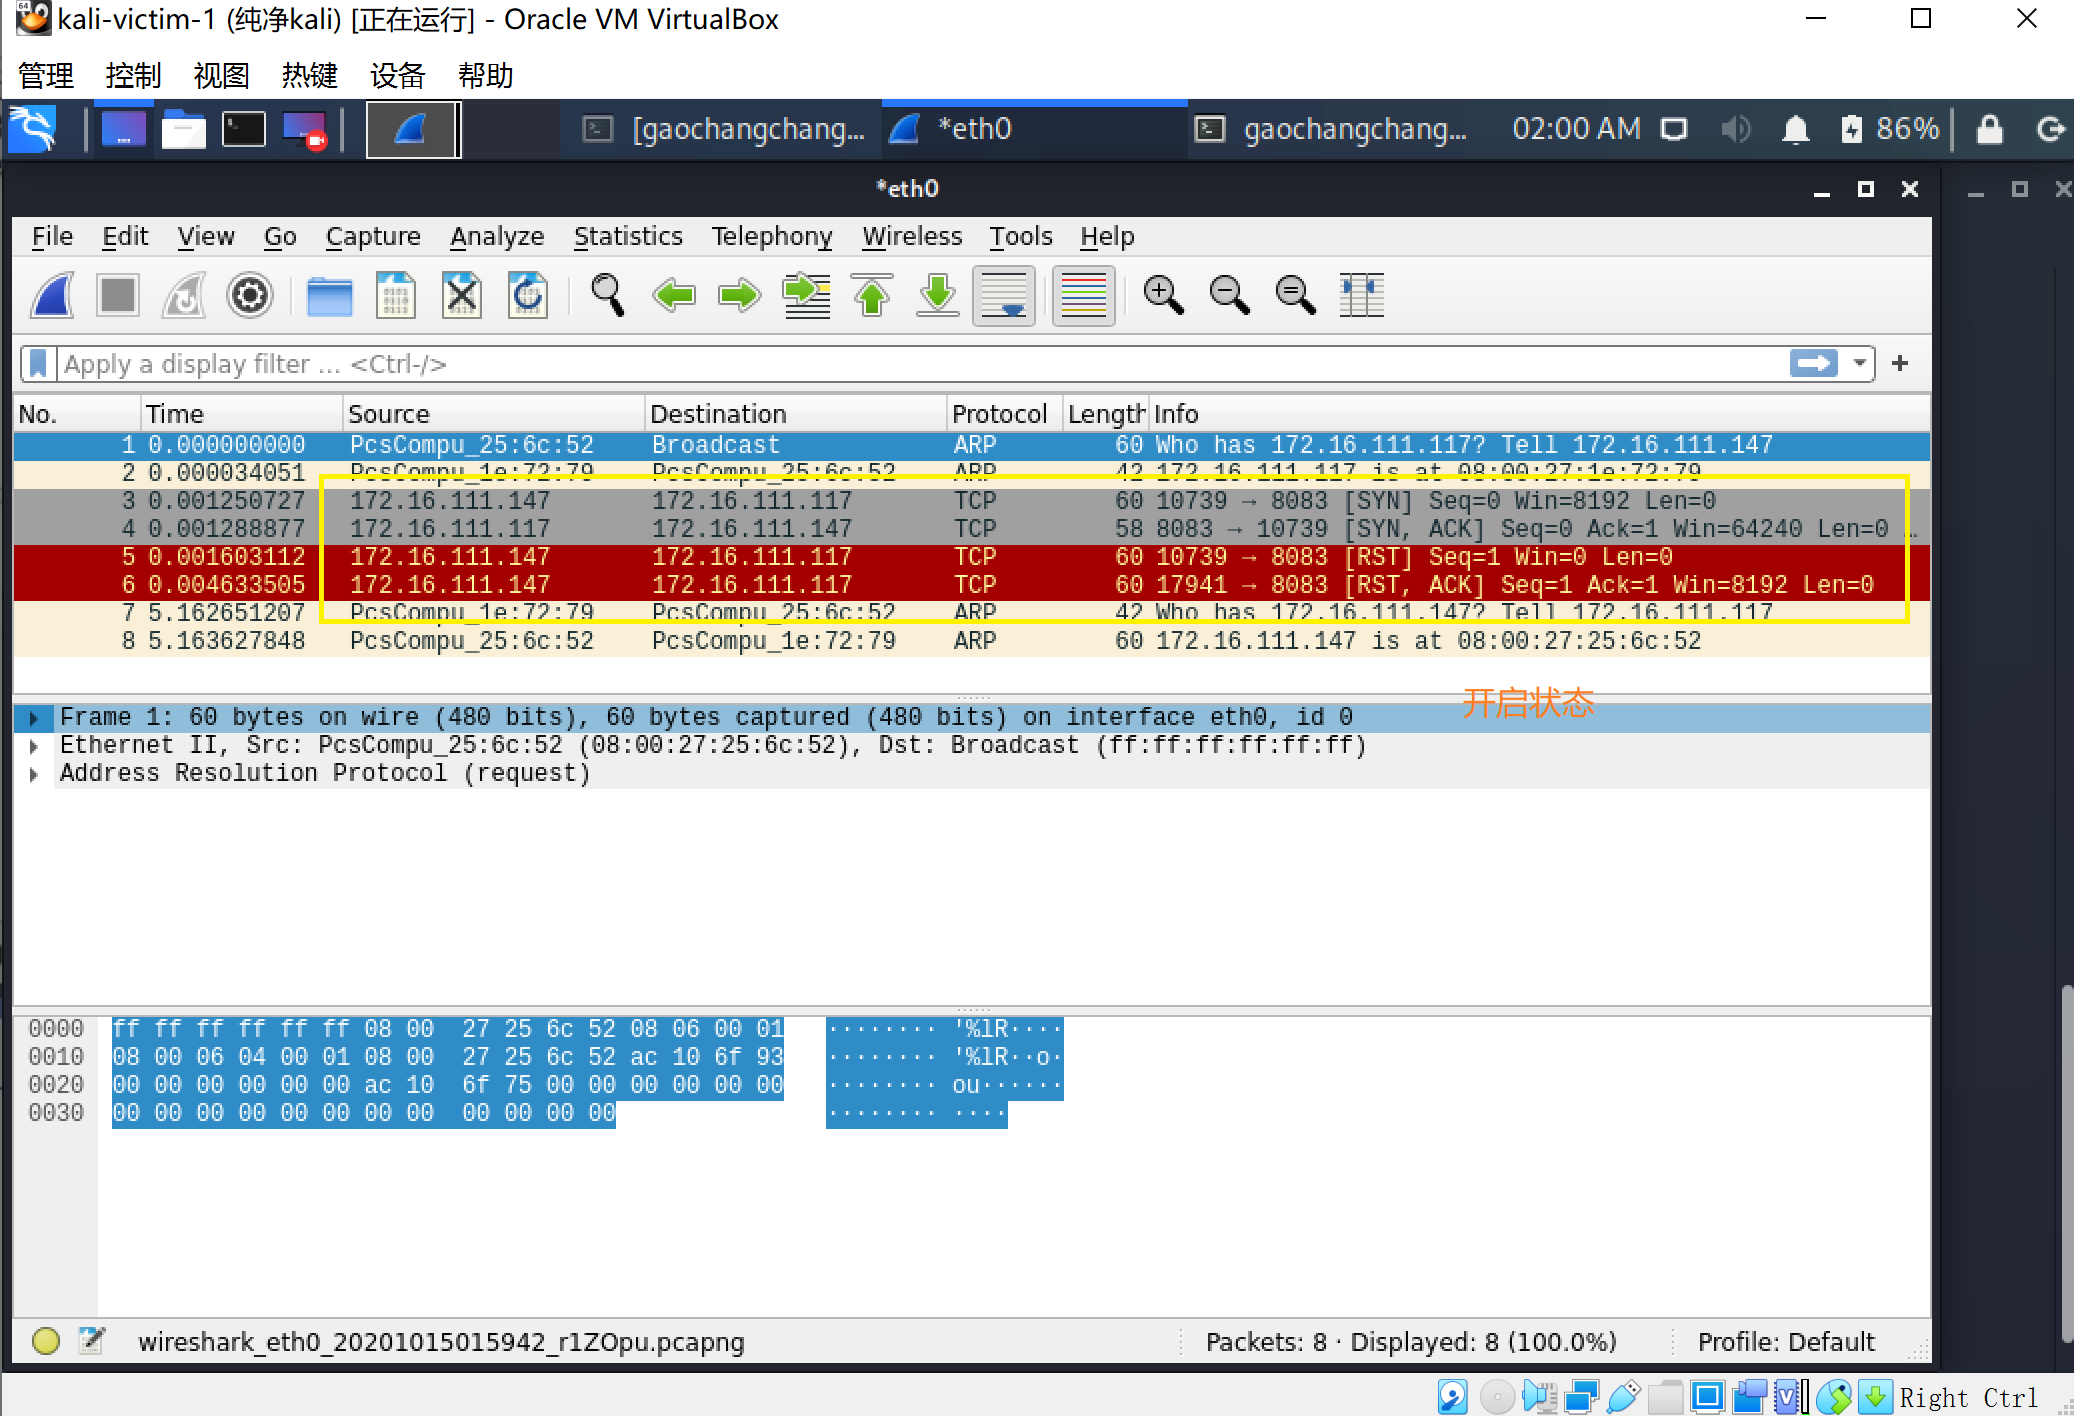 kali-victim-1 (纯净kali) [正在运行] - Oracle VM VirtualBox
管理 控制 视图 热键 设备 帮助
[gaochangchang... *eth0 gaochangchang... 02:00 AM 86%
*eth0
File Edit View Go Capture Analyze Statistics Telephony Wireless Tools Help
Apply a display filter ... <Ctrl-/>
No. Time Source Destination Protocol Length Info
1 0.000000000 PcsCompu_25:6c:52 Broadcast ARP 60 Who has 172.16.111.117? Tell 172.16.111.147
2 0.000034051 PcsCompu_1e:72:79 PcsCompu_25:6c:52 ARP 42 172.16.111.117 is at 08:00:27:1e:72:79
3 0.001250727 172.16.111.147 172.16.111.117 TCP 60 10739 → 8083 [SYN] Seq=0 Win=8192 Len=0
4 0.001288877 172.16.111.117 172.16.111.147 TCP 58 8083 → 10739 [SYN, ACK] Seq=0 Ack=1 Win=64240 Len=0 …
5 0.001603112 172.16.111.147 172.16.111.117 TCP 60 10739 → 8083 [RST] Seq=1 Win=0 Len=0
6 0.004633505 172.16.111.147 172.16.111.117 TCP 60 17941 → 8083 [RST, ACK] Seq=1 Ack=1 Win=8192 Len=0
7 5.162651207 PcsCompu_1e:72:79 PcsCompu_25:6c:52 ARP 42 Who has 172.16.111.147? Tell 172.16.111.117
8 5.163627848 PcsCompu_25:6c:52 PcsCompu_1e:72:79 ARP 60 172.16.111.147 is at 08:00:27:25:6c:52
开启状态
Frame 1: 60 bytes on wire (480 bits), 60 bytes captured (480 bits) on interface eth0, id 0
Ethernet II, Src: PcsCompu_25:6c:52 (08:00:27:25:6c:52), Dst: Broadcast (ff:ff:ff:ff:ff:ff)
Address Resolution Protocol (request)
0000 ff ff ff ff ff ff 08 00 27 25 6c 52 08 06 00 01 ········ '%lR····
0010 08 00 06 04 00 01 08 00 27 25 6c 52 ac 10 6f 93 ········ '%lR··o·
0020 00 00 00 00 00 00 ac 10 6f 75 00 00 00 00 00 00 ········ ou······
0030 00 00 00 00 00 00 00 00 00 00 00 00 ········ ····
wireshark_eth0_20201015015942_r1ZOpu.pcapng Packets: 8 · Displayed: 8 (100.0%) Profile: Default
Right Ctrl